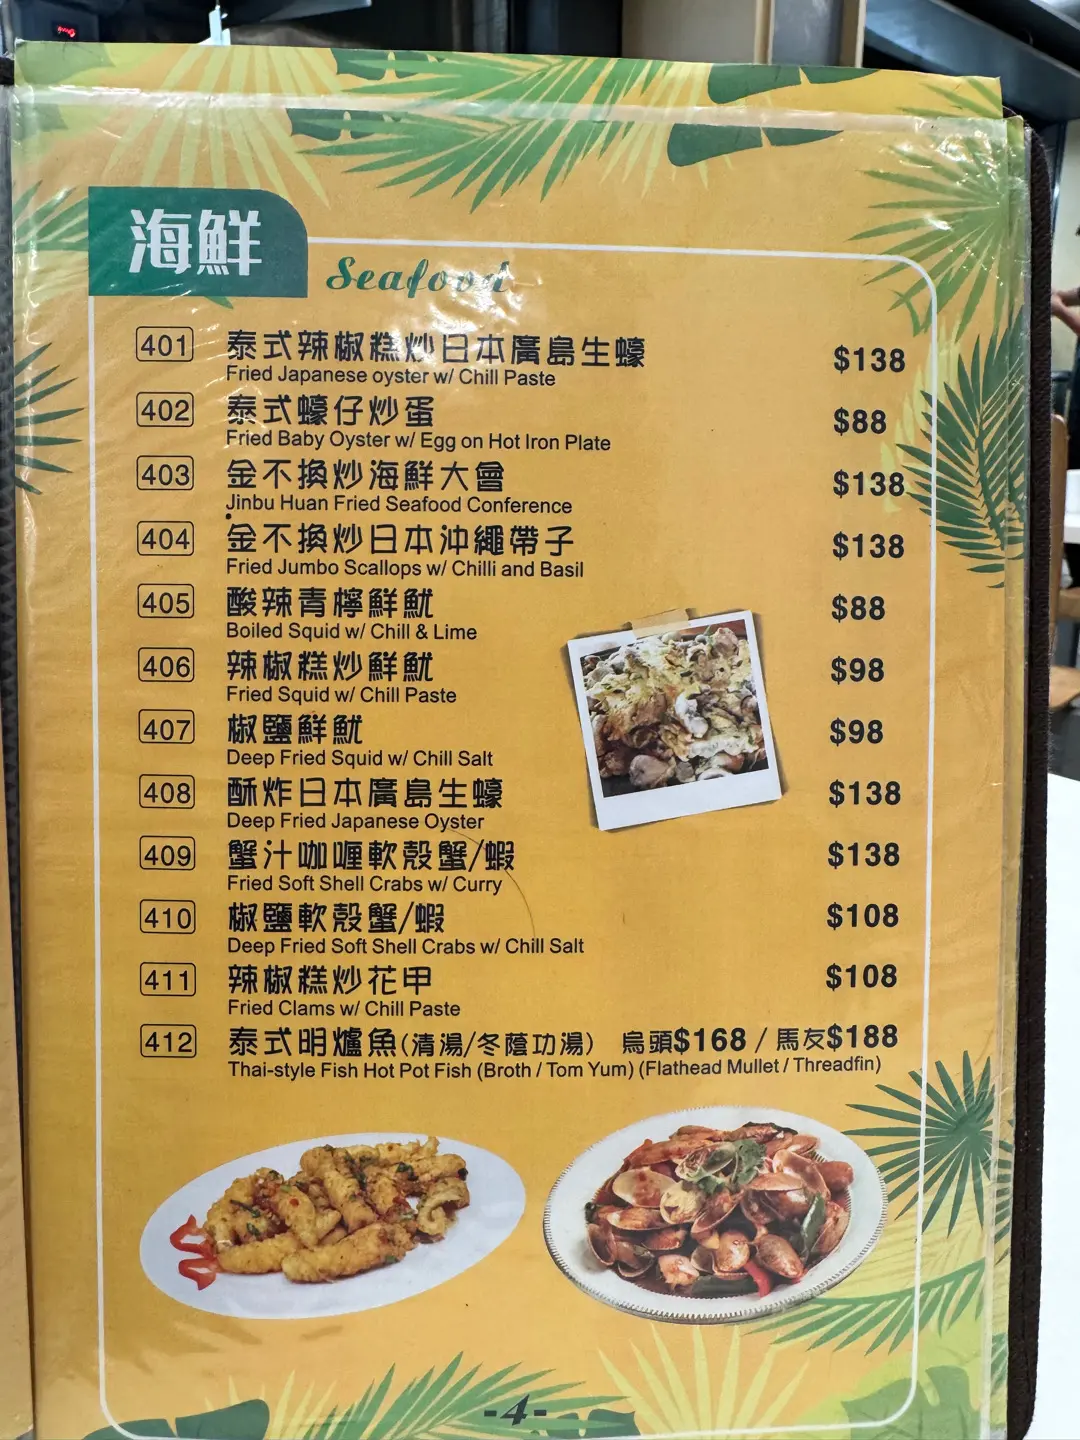 海鮮
Seafood
401 泰式辣椒糕炒日本廣島生蠔 $138
Fried Japanese oyster w/ Chill Paste
402 泰式蠔仔炒蛋 $88
Fried Baby Oyster w/ Egg on Hot Iron Plate
403 金不換炒海鮮大會 $138
Jinbu Huan Fried Seafood Conference
404 金不換炒日本沖繩帶子 $138
Fried Jumbo Scallops w/ Chilli and Basil
405 酸辣青檸鮮魷 $88
Boiled Squid w/ Chill & Lime
406 辣椒糕炒鮮魷 $98
Fried Squid w/ Chill Paste
407 椒鹽鮮魷 $98
Deep Fried Squid w/ Chill Salt
408 酥炸日本廣島生蠔 $138
Deep Fried Japanese Oyster
409 蟹汁咖喱軟殼蟹/蝦 $138
Fried Soft Shell Crabs w/ Curry
410 椒鹽軟殼蟹/蝦 $108
Deep Fried Soft Shell Crabs w/ Chill Salt
411 辣椒糕炒花甲 $108
Fried Clams w/ Chill Paste
412 泰式明爐魚(清湯/冬蔭功湯) 烏頭$168 / 馬友$188
Thai-style Fish Hot Pot Fish (Broth / Tom Yum) (Flathead Mullet / Threadfin)
-4-